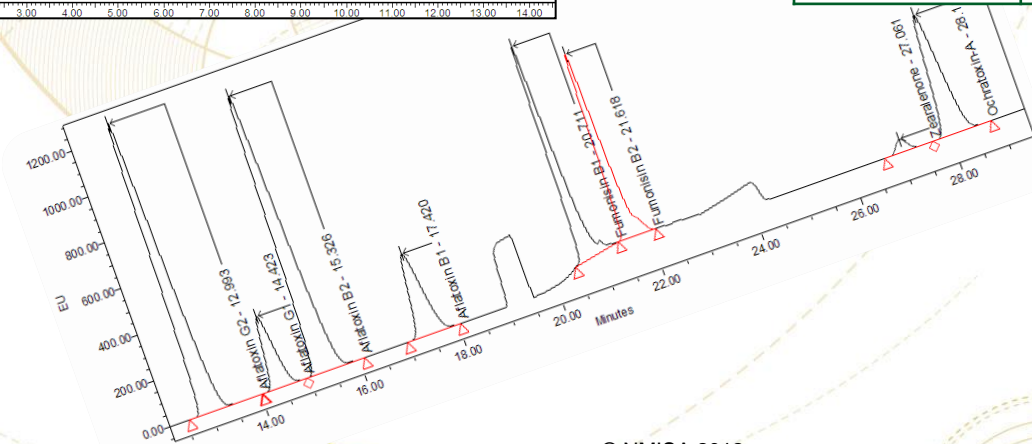 3.00 4.00 5.00 6.00 7.00 8.00 9.00 10.00 11.00 12.00 13.00 14.00
1200.00
1000.00
800.00
600.00
400.00
200.00
0.00
EU
Aflatoxin G2 - 12.993
Aflatoxin G1 - 14.423
Aflatoxin B2 - 15.326
Aflatoxin B1 - 17.420
Fumonisin B1 - 20.711
Fumonisin B2 - 21.618
Zearalenone - 27.061
Ochratoxin-A - 28.1
14.00 16.00 18.00 20.00 22.00 24.00 26.00 28.00
Minutes